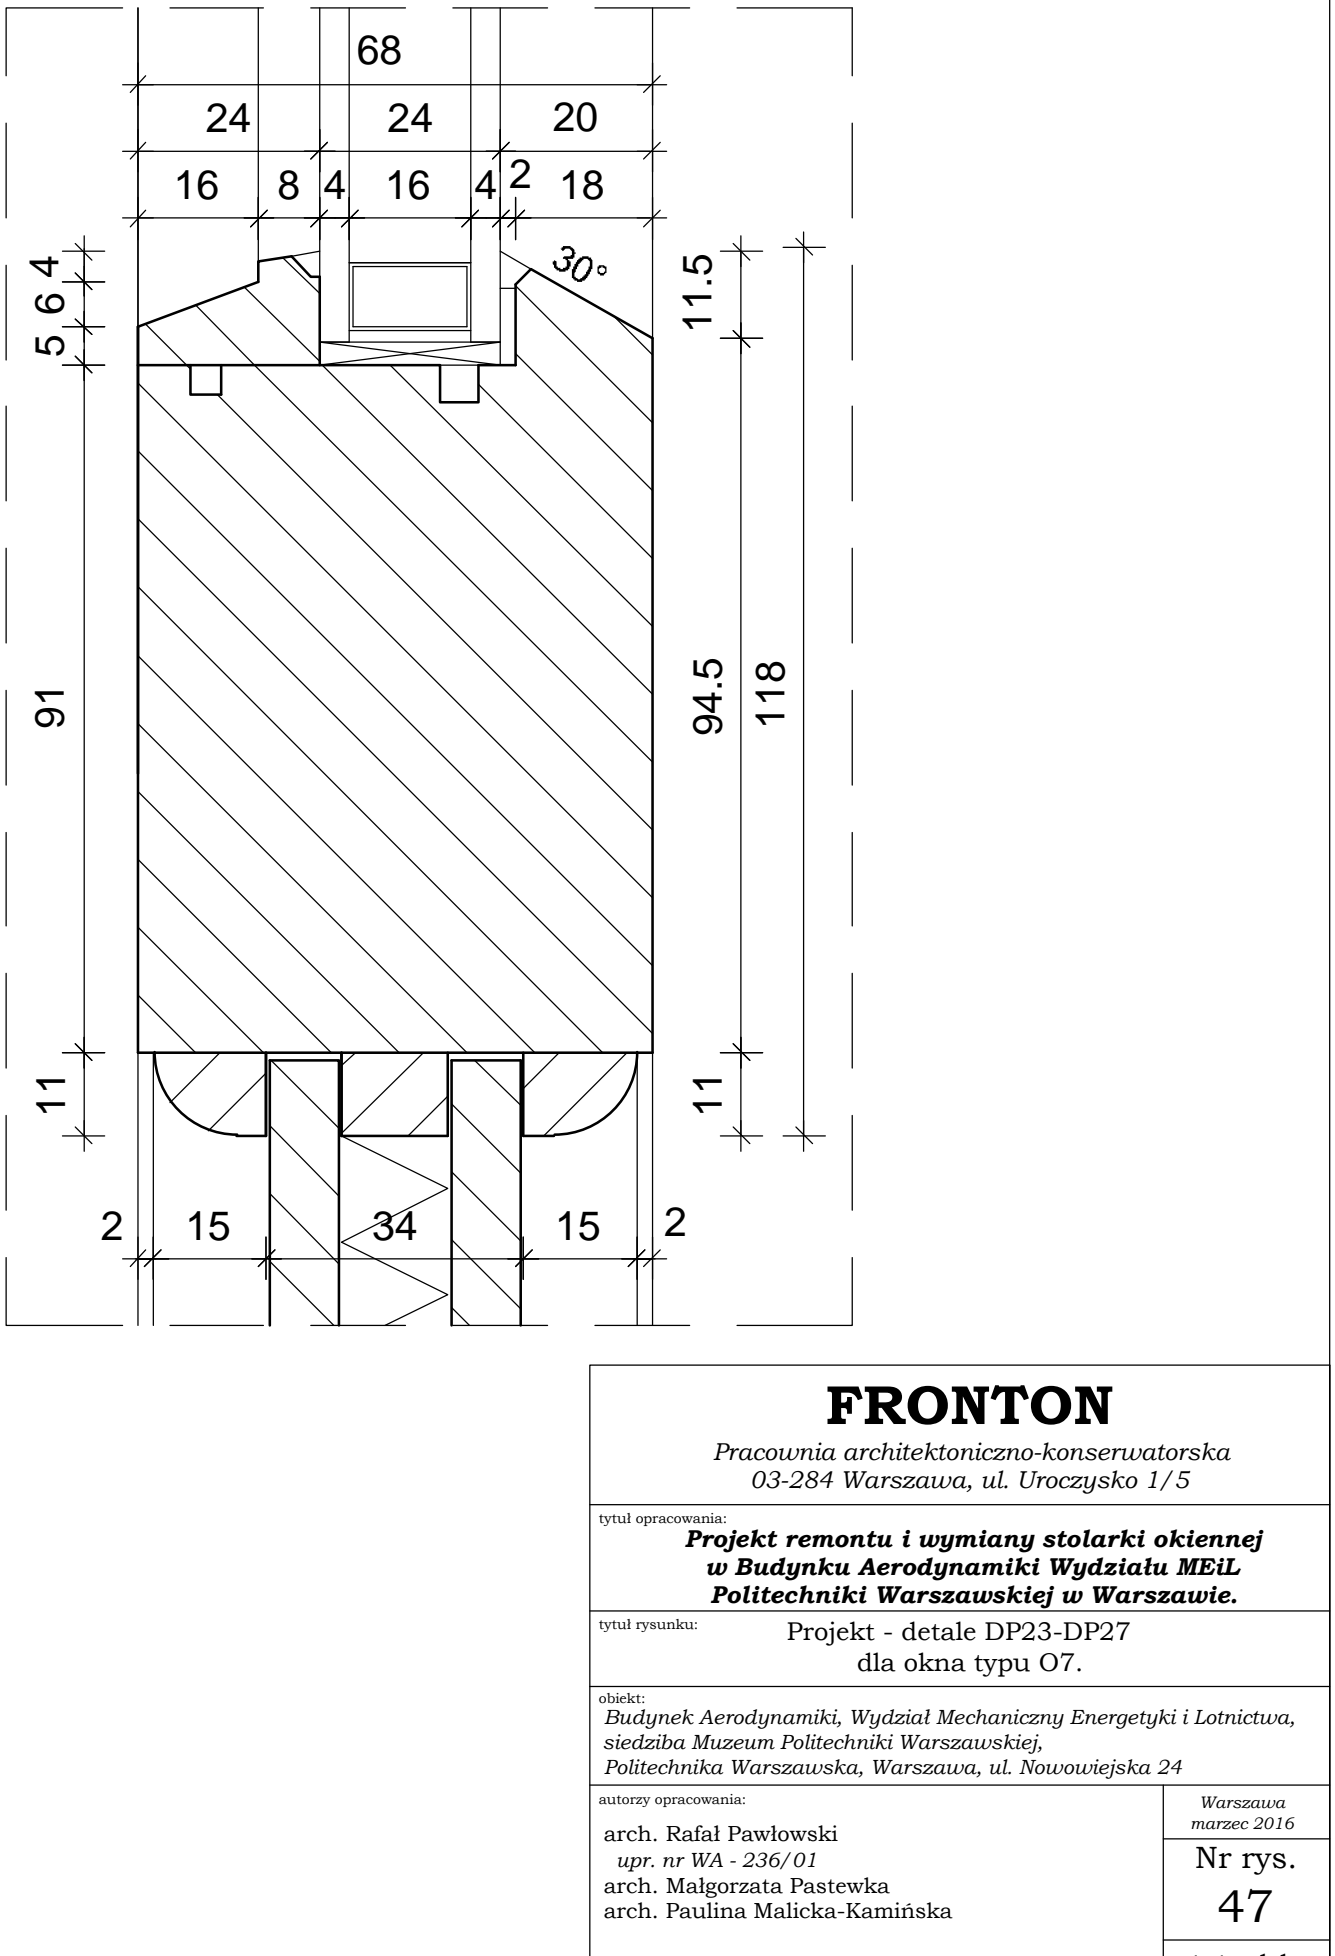 68
24 24 20
16 8 4 16 4 2 18
30°
4
6
5
91
11
11.5
94.5
118
11
2 15 34 15 2
FRONTON
Pracownia architektoniczno-konserwatorska
03-284 Warszawa, ul. Uroczysko 1/5
tytuł opracowania:
Projekt remontu i wymiany stolarki okiennej
w Budynku Aerodynamiki Wydziału MEiL
Politechniki Warszawskiej w Warszawie.
tytuł rysunku:
Projekt - detale DP23-DP27
dla okna typu O7.
obiekt:
Budynek Aerodynamiki, Wydział Mechaniczny Energetyki i Lotnictwa,
siedziba Muzeum Politechniki Warszawskiej,
Politechnika Warszawska, Warszawa, ul. Nowowiejska 24
autorzy opracowania:
arch. Rafał Pawłowski
upr. nr WA - 236/01
arch. Małgorzata Pastewka
arch. Paulina Malicka-Kamińska
Warszawa
marzec 2016
Nr rys.
47